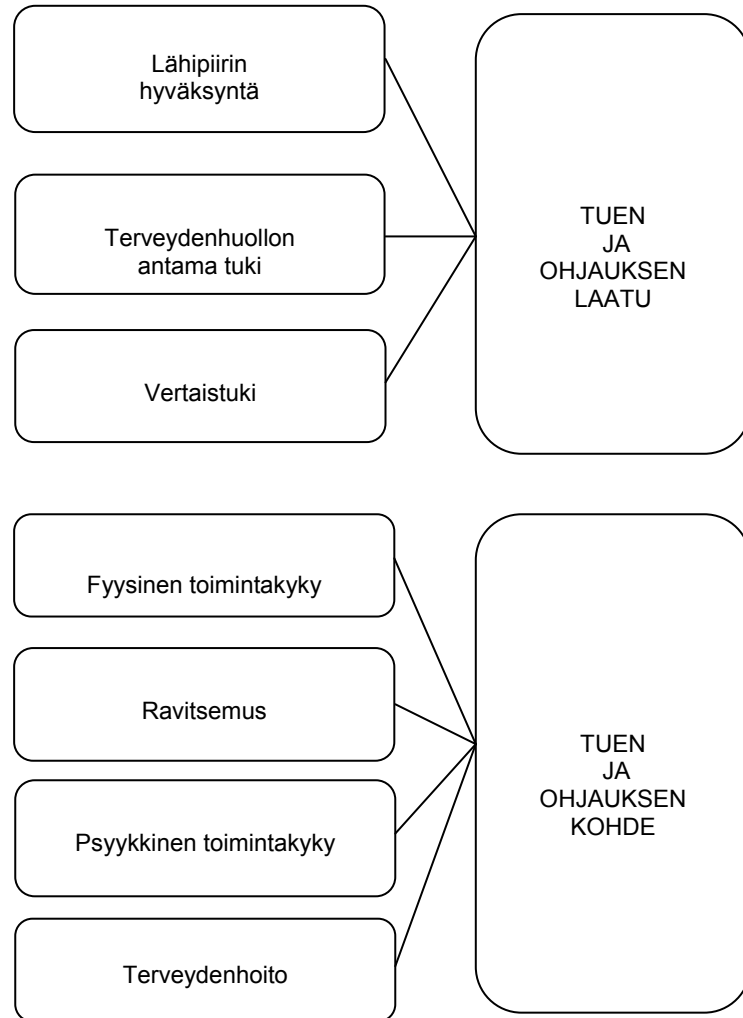 Lähipiirin
hyväksyntä
Terveydenhuollon
antama tuki
Vertaistuki
TUEN
JA
OHJAUKSEN
LAATU
Fyysinen toimintakyky
Ravitsemus
Psyykkinen toimintakyky
Terveydenhoito
TUEN
JA
OHJAUKSEN
KOHDE